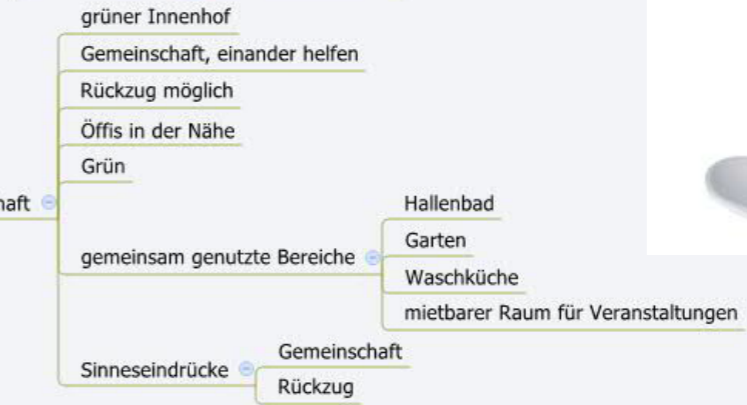 grüner Innenhof
Gemeinschaft, einander helfen
Rückzug möglich
Öffis in der Nähe
Grün
haft
gemeinsam genutzte Bereiche
Hallenbad
Garten
Waschküche
mietbarer Raum für Veranstaltungen
Sinneseindrücke
Gemeinschaft
Rückzug